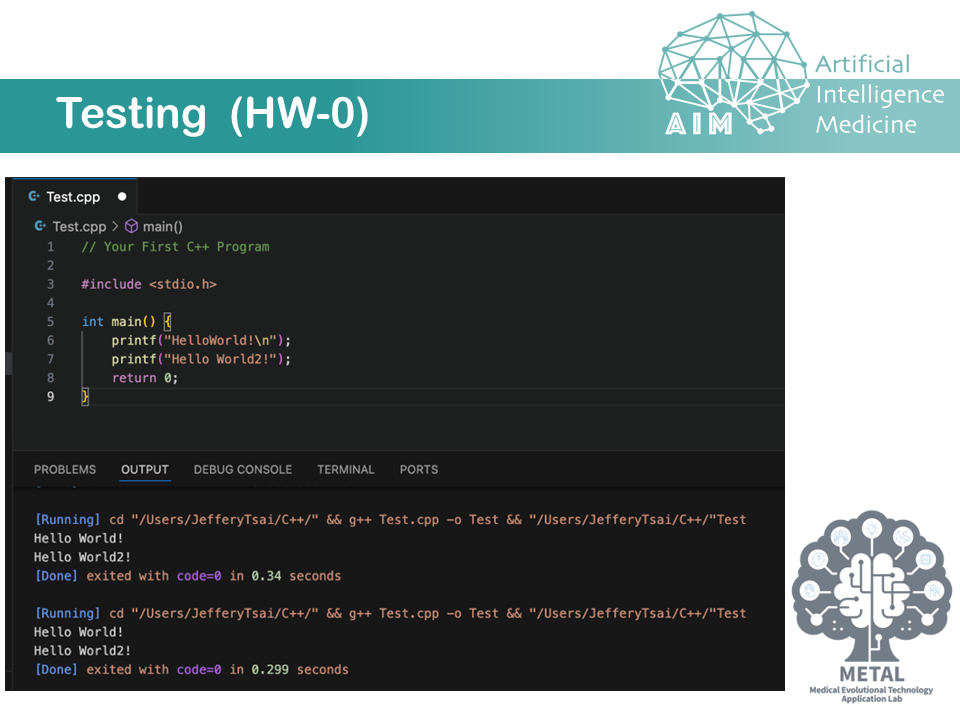 Testing (HW-0)
Artificial
Intelligence
Medicine
AIM
Test.cpp
Test.cpp > main()
1 // Your First C++ Program
2
3 #include <stdio.h>
4
5 int main() {
6 printf("HelloWorld!\n");
7 printf("Hello World2!");
8 return 0;
9 }
PROBLEMS OUTPUT DEBUG CONSOLE TERMINAL PORTS
[Running] cd "/Users/JefferyTsai/C++/" && g++ Test.cpp -o Test && "/Users/JefferyTsai/C++/"Test
Hello World!
Hello World2!
[Done] exited with code=0 in 0.34 seconds
[Running] cd "/Users/JefferyTsai/C++/" && g++ Test.cpp -o Test && "/Users/JefferyTsai/C++/"Test
Hello World!
Hello World2!
[Done] exited with code=0 in 0.299 seconds
METAL
Medical Evolutional Technology
Application Lab